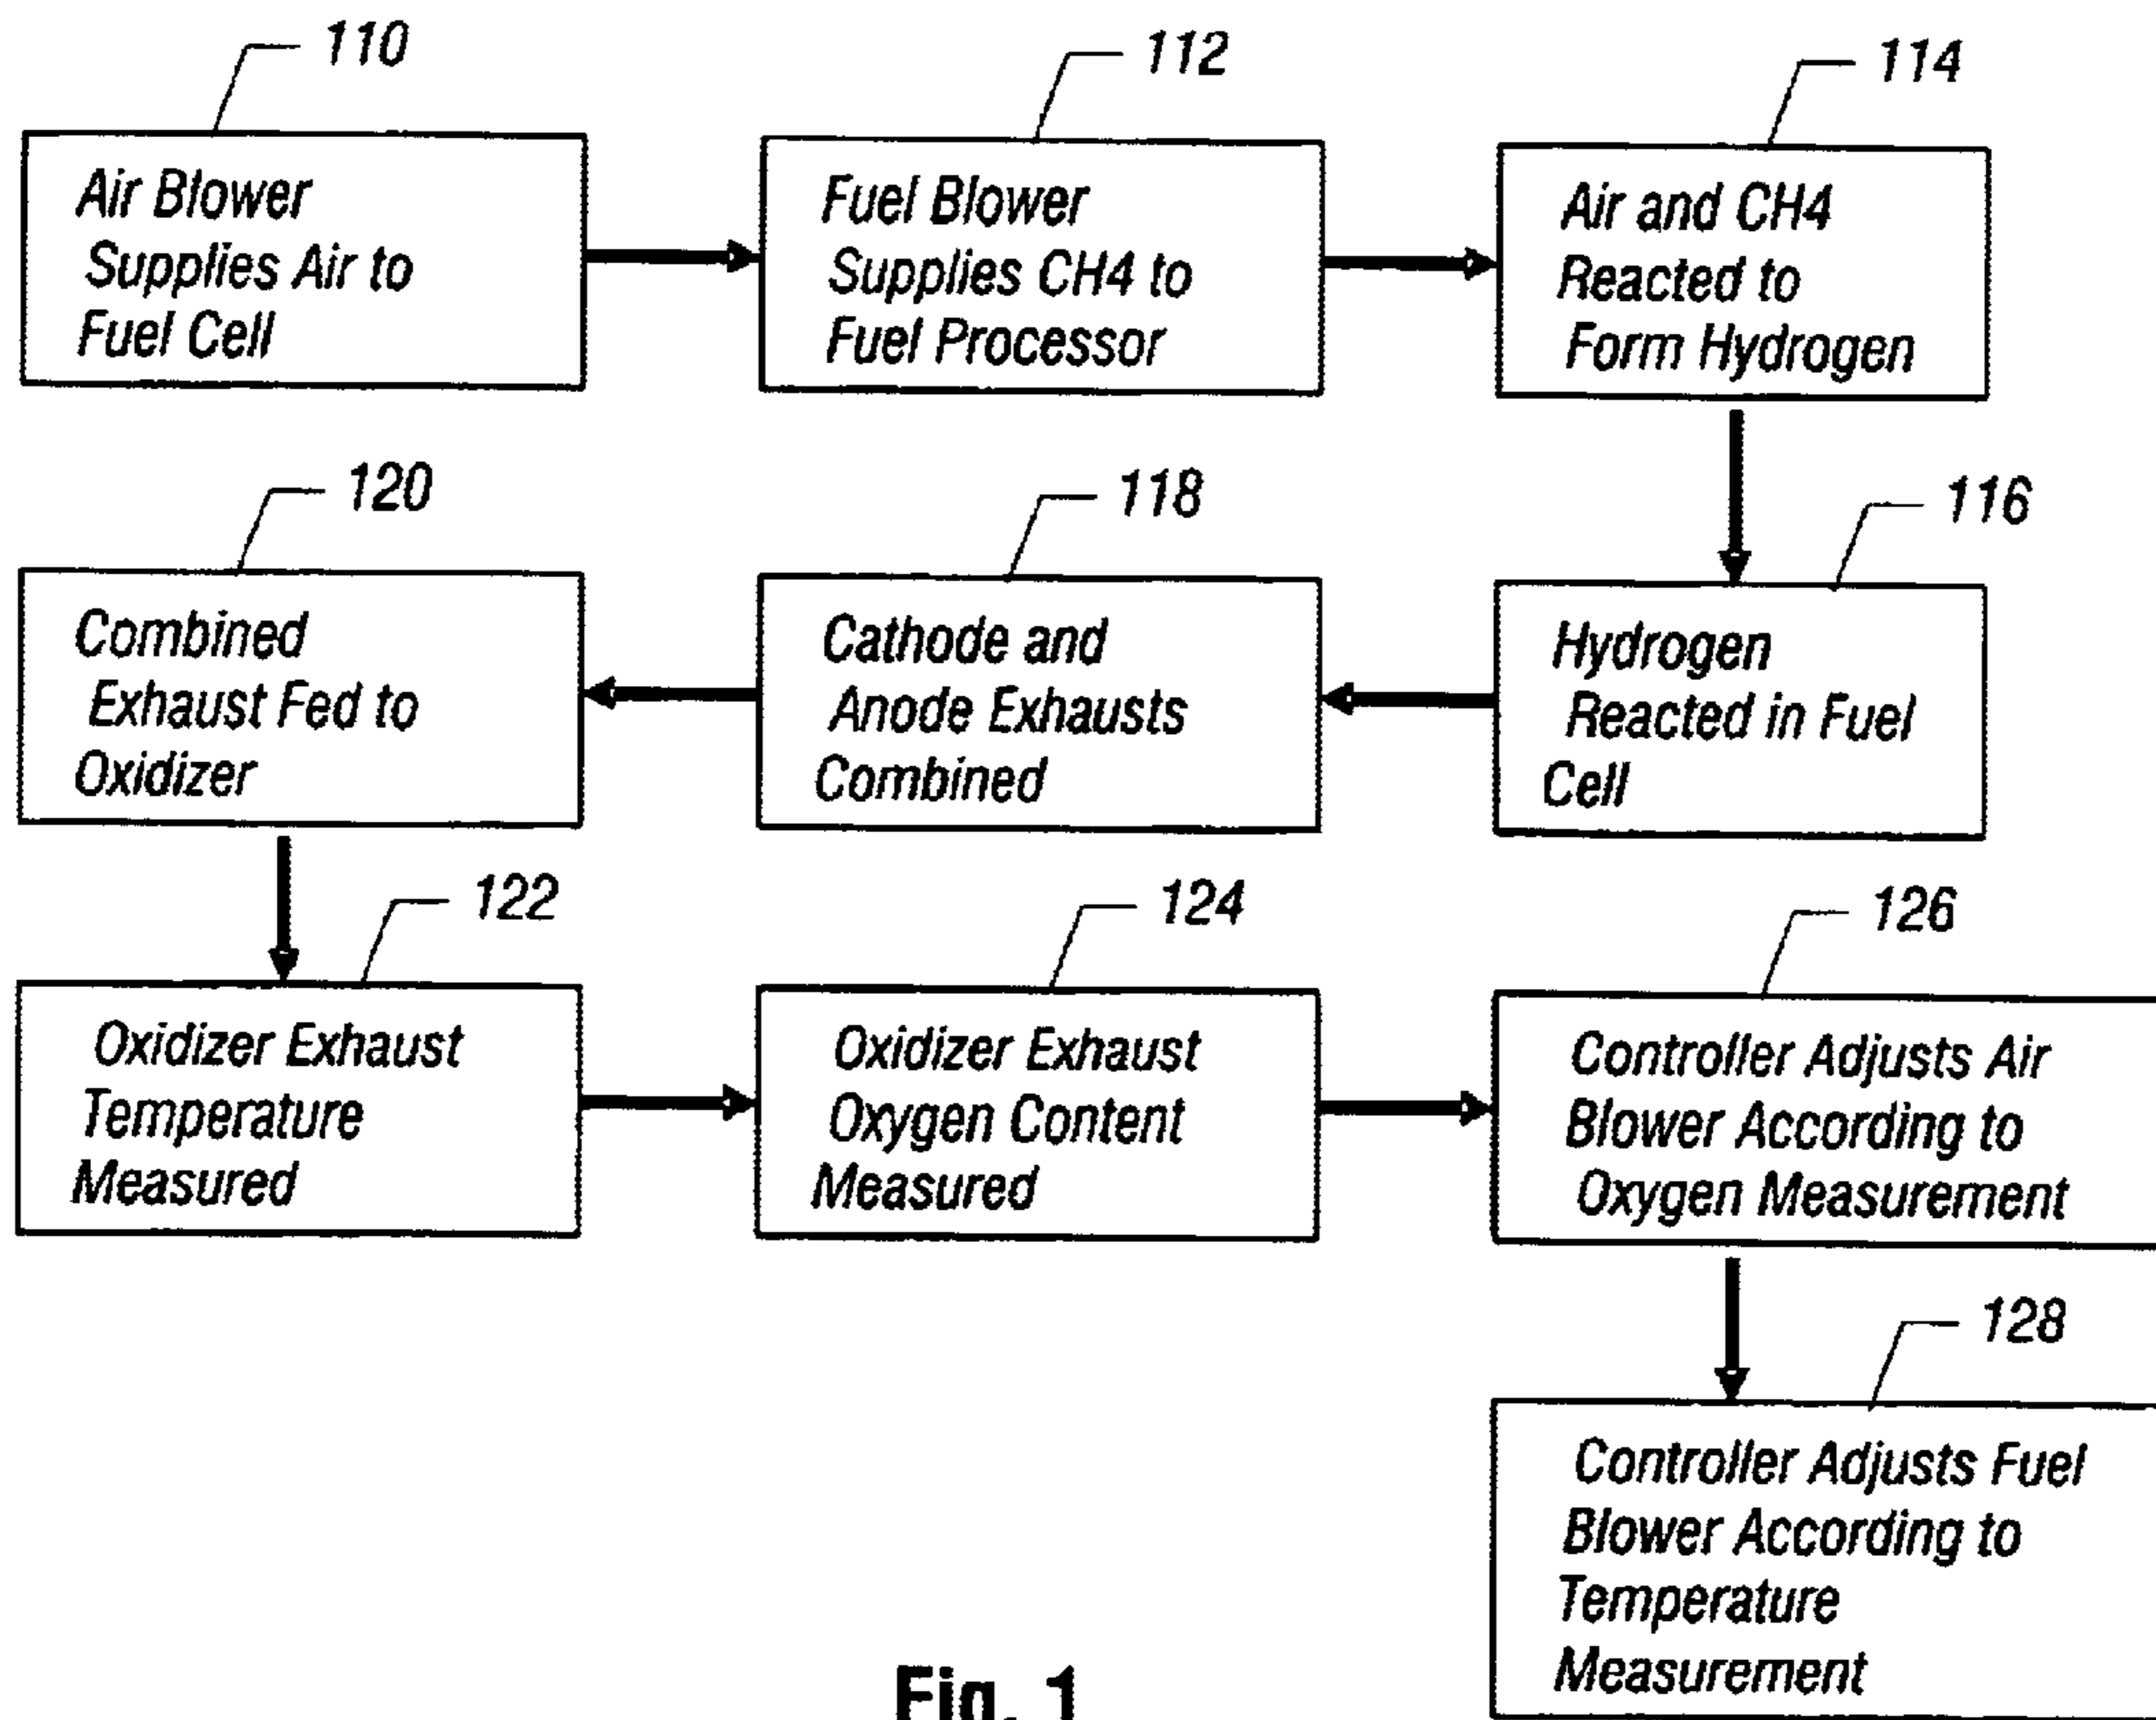 110
Air Blower
Supplies Air to
Fuel Cell
112
Fuel Blower
Supplies CH4 to
Fuel Processor
114
Air and CH4
Reacted to
Form Hydrogen
116
Hydrogen
Reacted in Fuel
Cell
118
Cathode and
Anode Exhausts
Combined
120
Combined
Exhaust Fed to
Oxidizer
122
Oxidizer Exhaust
Temperature
Measured
124
Oxidizer Exhaust
Oxygen Content
Measured
126
Controller Adjusts Air
Blower According to
Oxygen Measurement
128
Controller Adjusts Fuel
Blower According to
Temperature
Measurement
Fig. 1